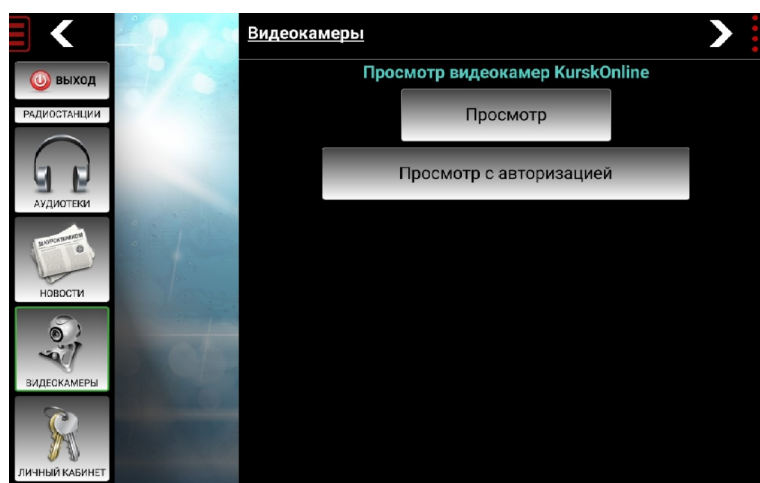 Видеокамеры
ВЫХОД
РАДИОСТАНЦИИ
АУДИОТЕКИ
НОВОСТИ
ВИДЕОКАМЕРЫ
ЛИЧНЫЙ КАБИНЕТ
Просмотр видеокамер KurskOnline
Просмотр
Просмотр с авторизацией